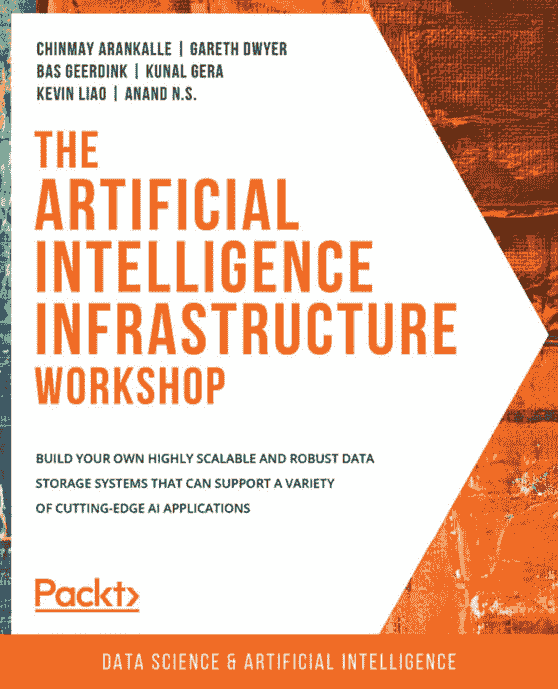 CHINMAY ARANKALLE | GARETH DWYER
BAS GEERDINK | KUNAL GERA
KEVIN LIAO | ANAND N.S.
THE
ARTIFICIAL
INTELLIGENCE
INFRASTRUCTURE
WORKSHOP
BUILD YOUR OWN HIGHLY SCALABLE AND ROBUST DATA
STORAGE SYSTEMS THAT CAN SUPPORT A VARIETY
OF CUTTING-EDGE AI APPLICATIONS
Packt>
DATA SCIENCE & ARTIFICIAL INTELLIGENCE